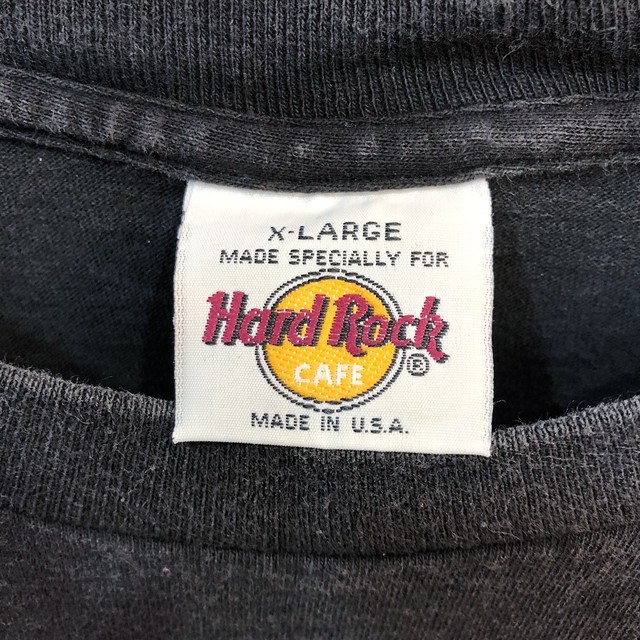 X-LARGE
MADE SPECIALLY FOR
Hard Rock
CAFE ®
MADE IN U.S.A.